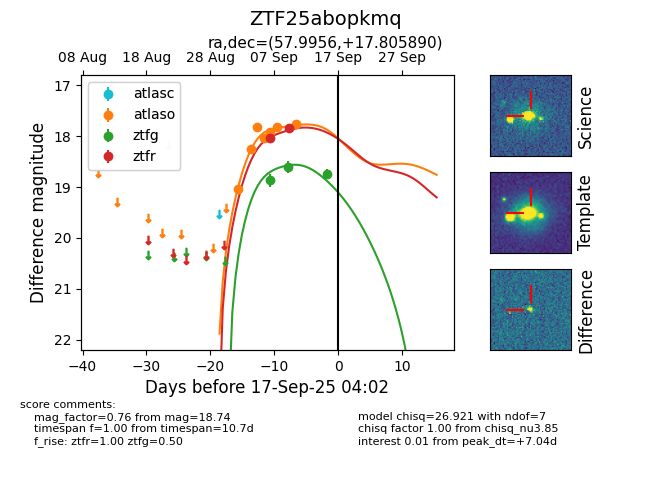 ZTF25abopkmq
ra,dec=(57.9956,+17.805890)
08 Aug 18 Aug 28 Aug 07 Sep 17 Sep 27 Sep
atlasc
atlaso
ztfg
ztfr
17
18
19
20
21
22
Difference magnitude
−40 −30 −20 −10 0 10
Days before 17-Sep-25 04:02
Science
Template
Difference
score comments:
mag_factor=0.76 from mag=18.74
timespan f=1.00 from timespan=10.7d
f_rise: ztfr=1.00 ztfg=0.50
model chisq=26.921 with ndof=7
chisq factor 1.00 from chisq_nu3.85
interest 0.01 from peak_dt=+7.04d